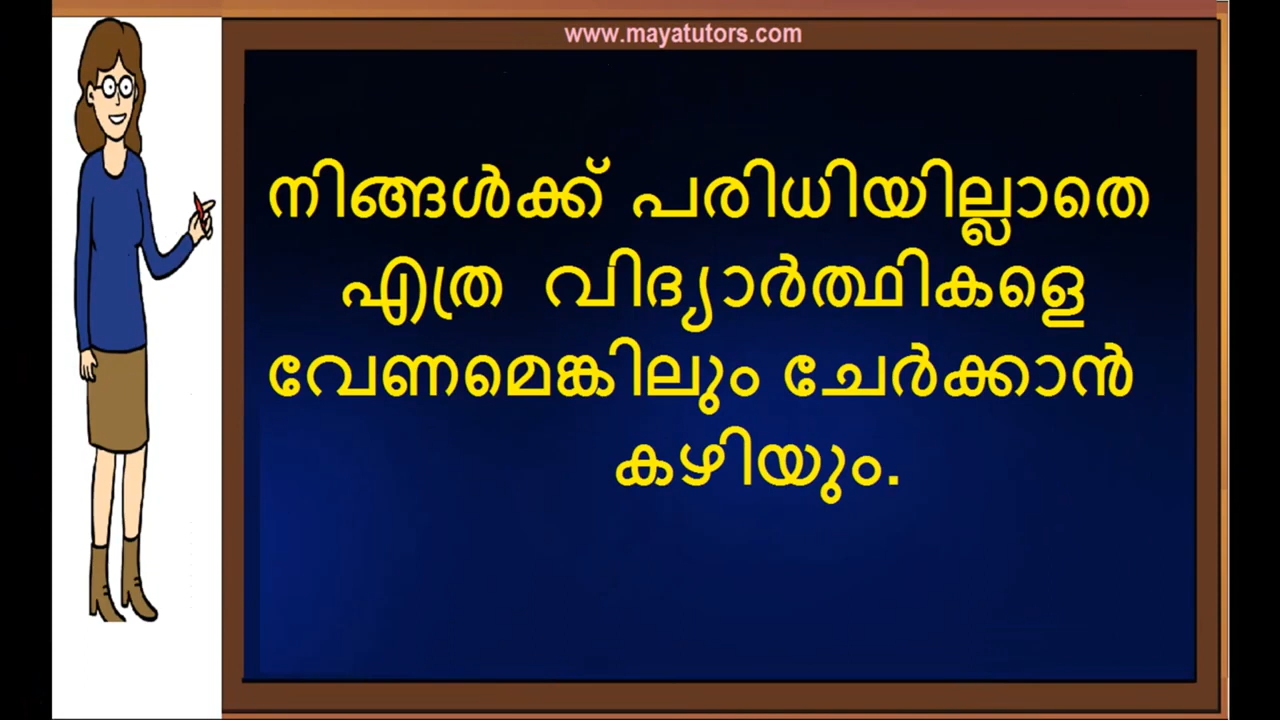 www.mayatutors.com
നിങ്ങൾക്ക് പരിധിയില്ലാതെ
എത്ര വിദ്യാർത്ഥികളെ
വേണമെങ്കിലും ചേർക്കാൻ
കഴിയും.